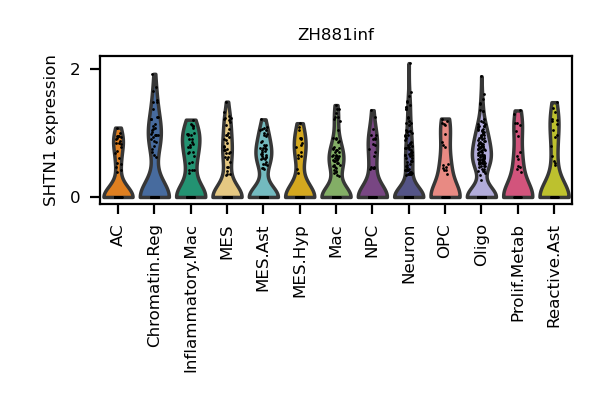 ZH881inf
SHTN1 expression
2
0
AC
Chromatin.Reg
Inflammatory.Mac
MES
MES.Ast
MES.Hyp
Mac
NPC
Neuron
OPC
Oligo
Prolif.Metab
Reactive.Ast